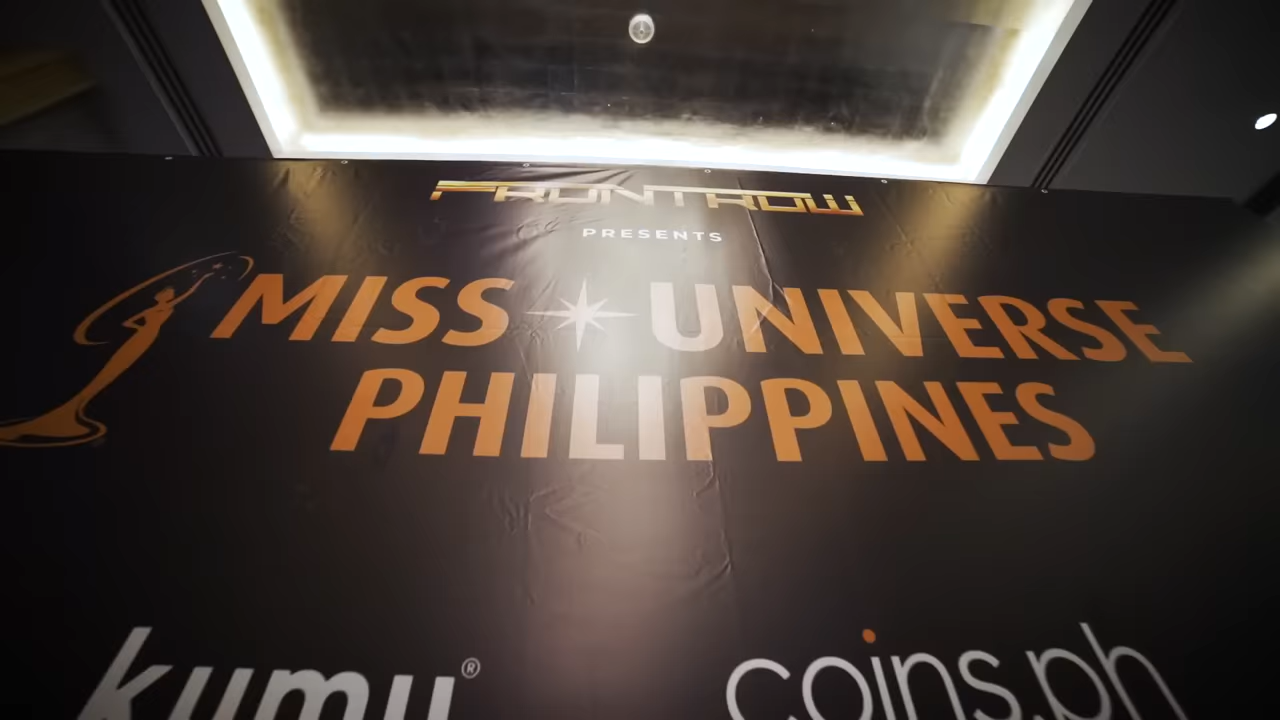 FRONTROW
PRESENTS
MISS UNIVERSE
PHILIPPINES
kumu®
coins.ph